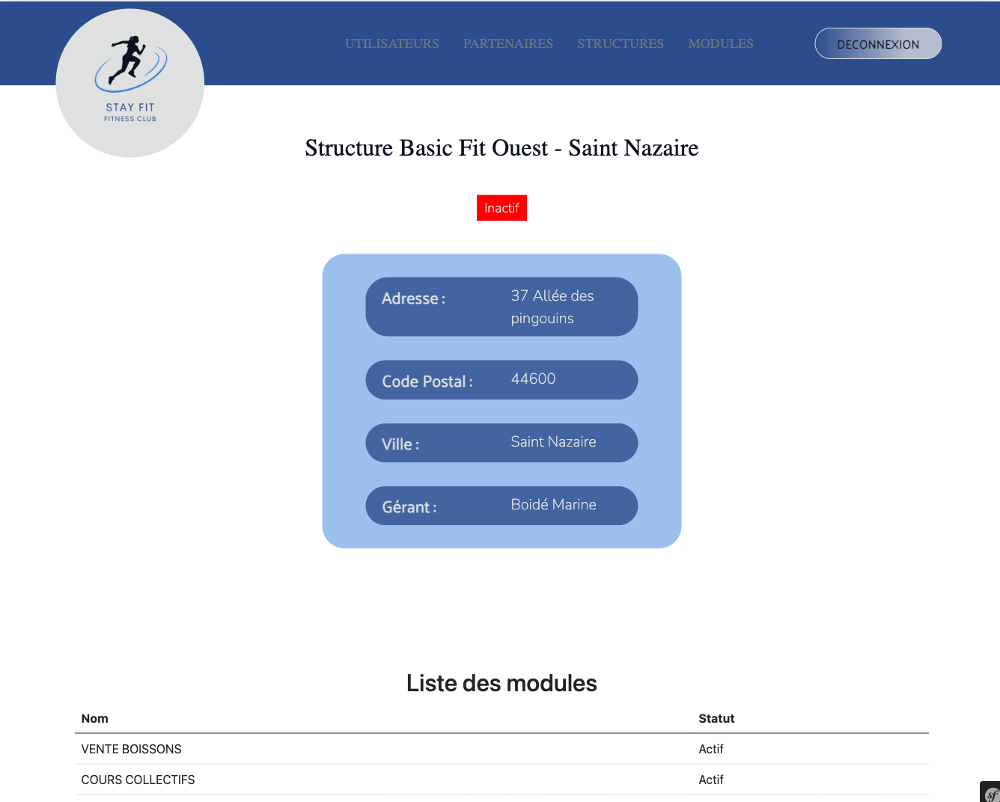 UTILISATEURS PARTENAIRES STRUCTURES MODULES DECONNEXION
STAY FIT
FITNESS CLUB
Structure Basic Fit Ouest - Saint Nazaire
Inactif
Adresse : 37 Allée des
pingouins
Code Postal : 44600
Ville : Saint Nazaire
Gérant : Boidé Marine
Liste des modules
Nom Statut
VENTE BOISSONS Actif
COURS COLLECTIFS Actif
sf